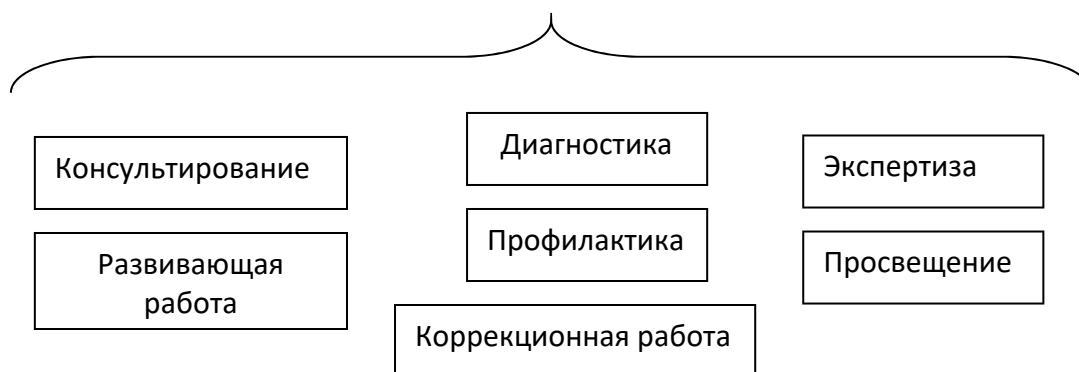 Консультирование
Диагностика
Экспертиза
Развивающая
работа
Профилактика
Просвещение
Коррекционная работа